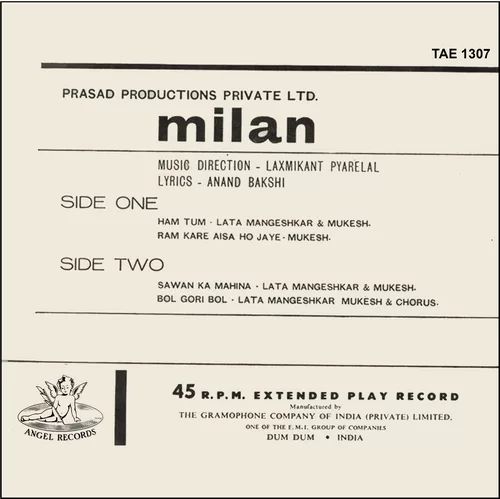 TAE 1307
PRASAD PRODUCTIONS PRIVATE LTD.
milan
MUSIC DIRECTION - LAXMIKANT PYARELAL
LYRICS - ANAND BAKSHI
SIDE ONE
HAM TUM - LATA MANGESHKAR & MUKESH.
RAM KARE AISA HO JAYE - MUKESH.
SIDE TWO
SAWAN KA MAHINA - LATA MANGESHKAR & MUKESH.
BOL GORI BOL - LATA MANGESHKAR MUKESH & CHORUS.
45 R.P.M. EXTENDED PLAY RECORD
Manufactured by
THE GRAMOPHONE COMPANY OF INDIA (PRIVATE) LIMITED.
ONE OF THE E.M.I. GROUP OF COMPANIES
DUM DUM • INDIA
ANGEL RECORDS